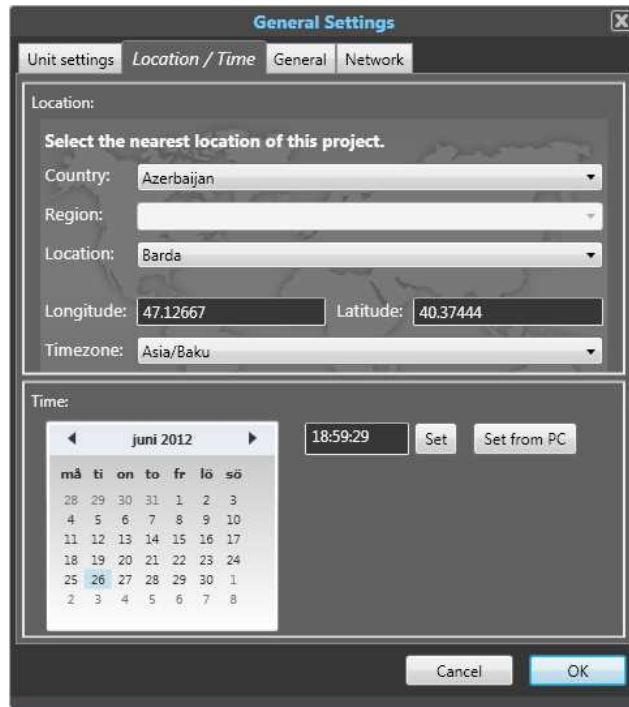 General Settings
Unit settings Location / Time General Network
Location:
Select the nearest location of this project.
Country: Azerbaijan
Region:
Location: Barda
Longitude: 47.12667 Latitude: 40.37444
Timezone: Asia/Baku
Time:
juni 2012 18:59:29 Set Set from PC
må ti on to fr lö sö
28 29 30 31 1 2 3
4 5 6 7 8 9 10
11 12 13 14 15 16 17
18 19 20 21 22 23 24
25 26 27 28 29 30 1
2 3 4 5 6 7 8
Cancel OK